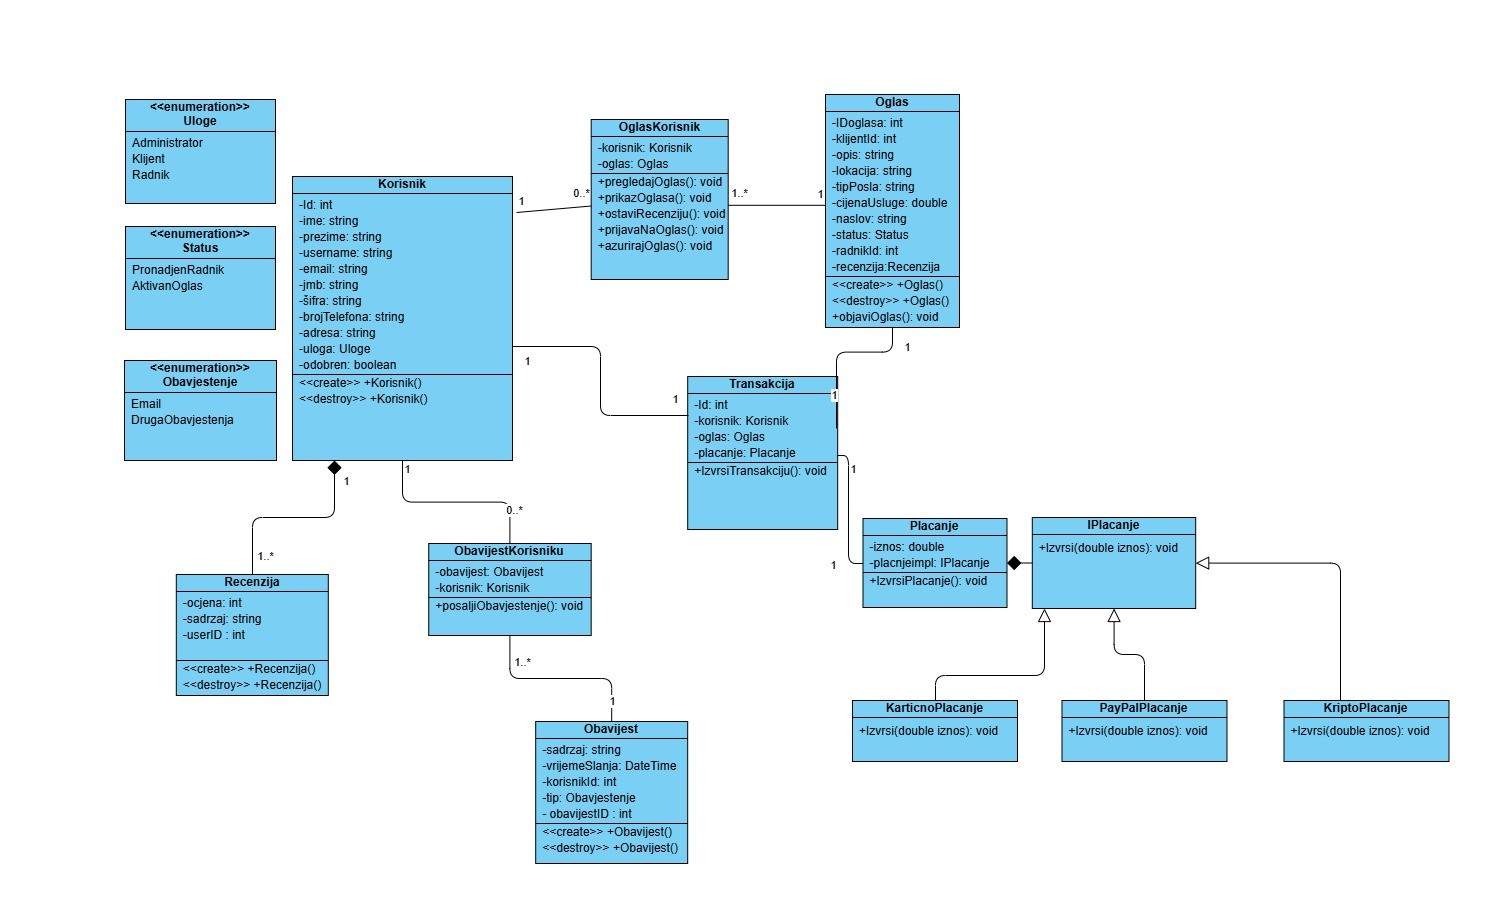 <<enumeration>>
Uloge
Administrator
Klijent
Radnik
<<enumeration>>
Status
PronadjenRadnik
AktivanOglas
<<enumeration>>
Obavjestenje
Email
DrugaObavjestenja
Korisnik
-Id: int
-ime: string
-prezime: string
-username: string
-email: string
-jmb: string
-šifra: string
-brojTelefona: string
-adresa: string
-uloga: Uloge
-odobren: boolean
<<create>> +Korisnik()
<<destroy>> +Korisnik()
1
0..*
OglasKorisnik
-korisnik: Korisnik
-oglas: Oglas
+pregledajOglas(): void
+prikazOglasa(): void
+ostaviRecenziju(): void
+prijavaNaOglas(): void
+azurirajOglas(): void
1..*
1
Oglas
-IDoglasa: int
-klijentId: int
-opis: string
-lokacija: string
-tipPosla: string
-cijenaUsluge: double
-naslov: string
-status: Status
-radnikId: int
-recenzija:Recenzija
<<create>> +Oglas()
<<destroy>> +Oglas()
+objaviOglas(): void
1
1
1
1
Transakcija
-Id: int
-korisnik: Korisnik
-oglas: Oglas
-placanje: Placanje
+IzvrsiTransakciju(): void
1
1
Placanje
-iznos: double
-placnjeimpl: IPlacanje
+IzvrsiPlacanje(): void
IPlacanje
+Izvrsi(double iznos): void
KarticnoPlacanje
+Izvrsi(double iznos): void
PayPalPlacanje
+Izvrsi(double iznos): void
KriptoPlacanje
+Izvrsi(double iznos): void
1
1..*
Recenzija
-ocjena: int
-sadrzaj: string
-userID : int
<<create>> +Recenzija()
<<destroy>> +Recenzija()
1
0..*
ObavijestKorisniku
-obavijest: Obavijest
-korisnik: Korisnik
+posaljiObavjestenje(): void
1..*
1
Obavijest
-sadrzaj: string
-vrijemeSlanja: DateTime
-korisnikId: int
-tip: Obavjestenje
- obavijestID : int
<<create>> +Obavijest()
<<destroy>> +Obavijest()